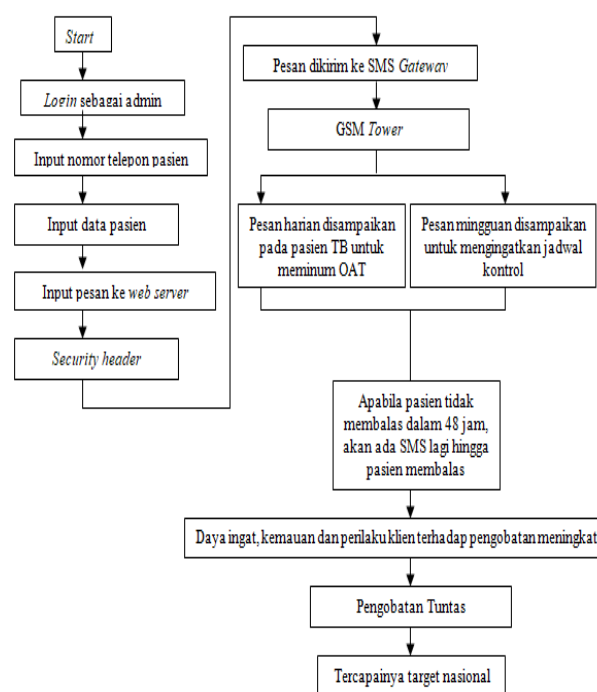 Start
Login sebagai admin
Input nomor telepon pasien
Input data pasien
Input pesan ke web server
Security header
Pesan dikirim ke SMS Gateway
GSM Tower
Pesan harian disampaikan
pada pasien TB untuk
meminum OAT
Pesan mingguan disampaikan
untuk mengingatkan jadwal
kontrol
Apabila pasien tidak
membalas dalam 48 jam,
akan ada SMS lagi hingga
pasien membalas
Daya ingat, kemauan dan perilaku klien terhadap pengobatan meningkat
Pengobatan Tuntas
Tercapainya target nasional